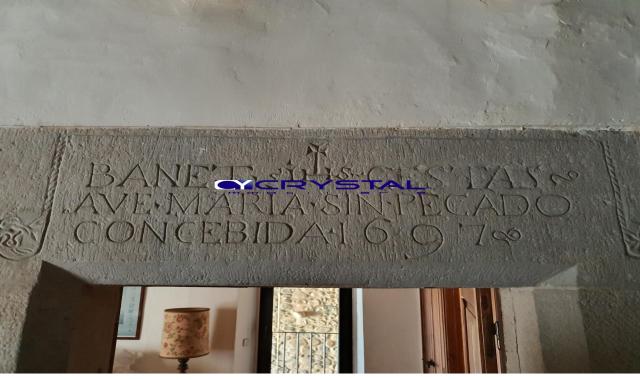 BANET
CRYSTAL
AVE · MARIA · SIN PECADO
CONCEBIDA · 1697